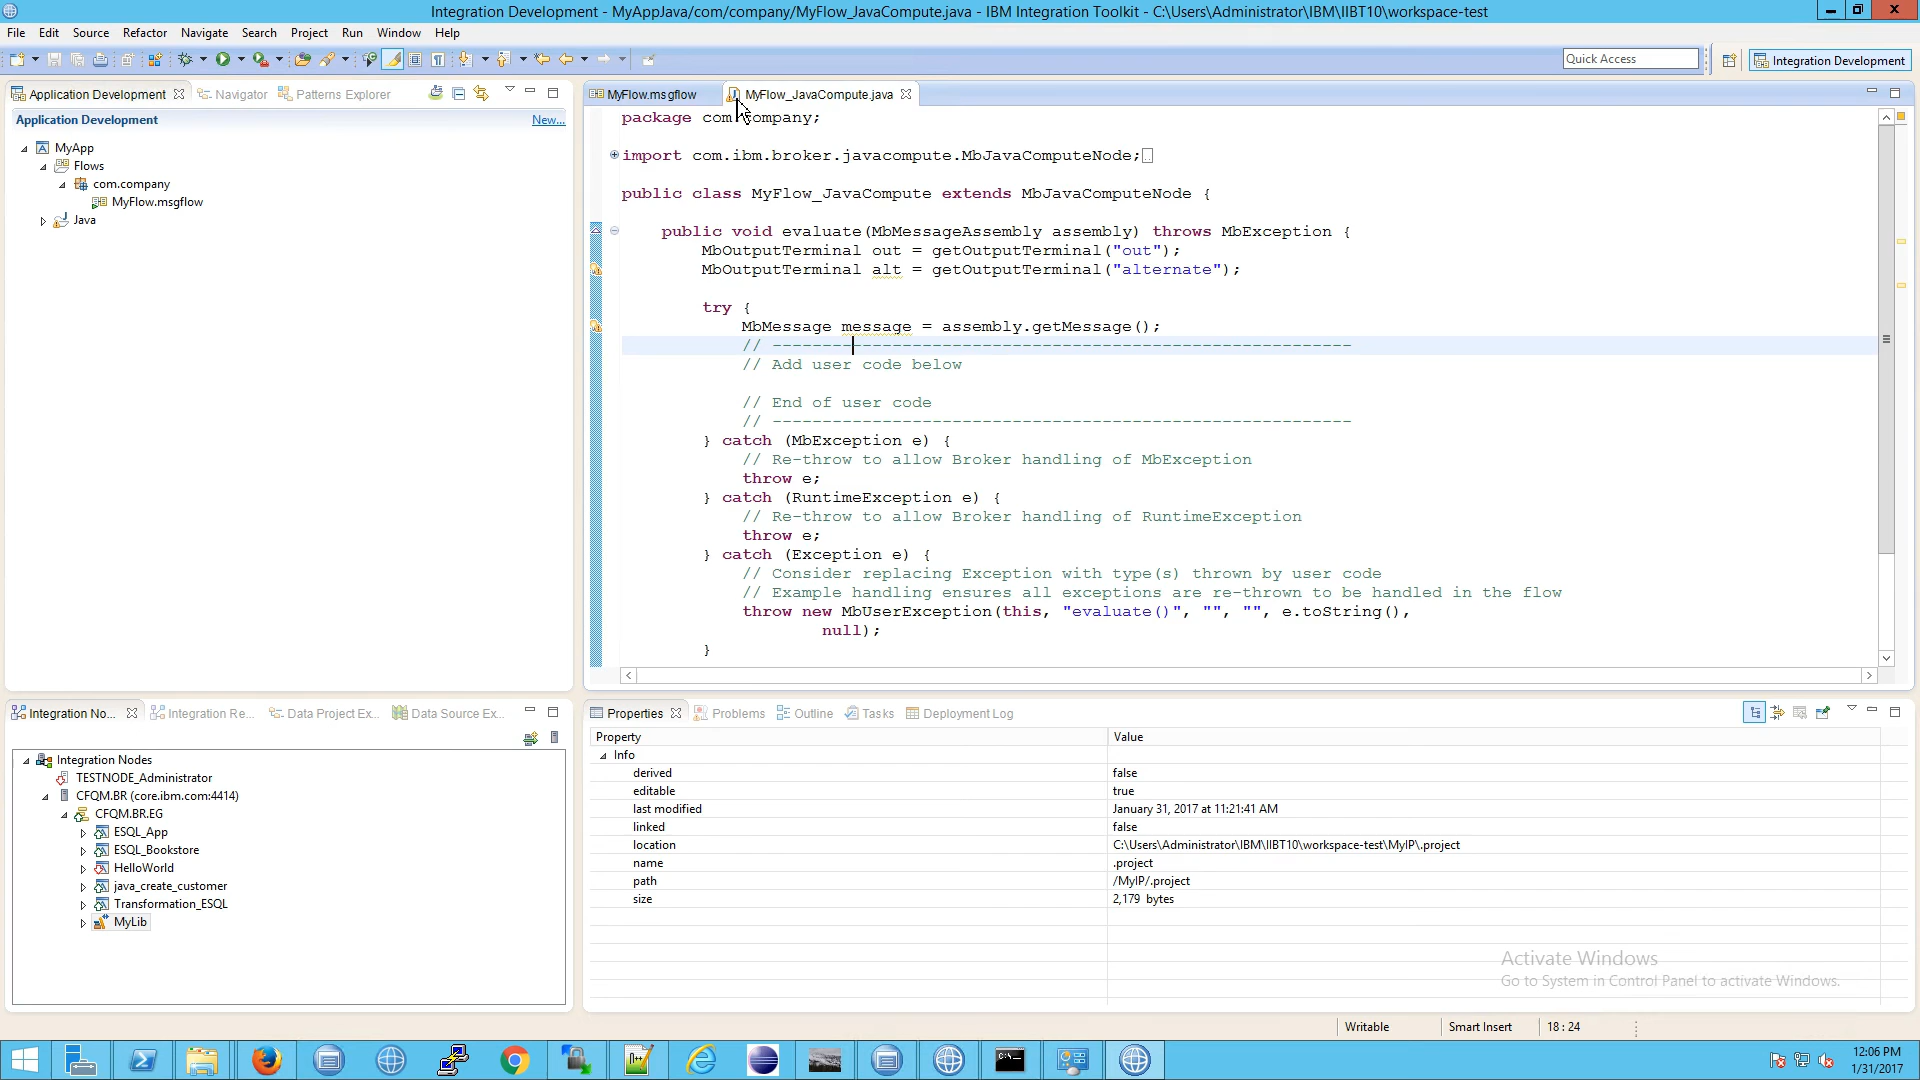 Integration Development - MyAppJava/com/company/MyFlow_JavaCompute.java - IBM Integration Toolkit - C:\Users\Administrator\IBM\IIBT10\workspace-test
File Edit Source Refactor Navigate Search Project Run Window Help
Quick Access
Integration Development
Application Development
Navigator
Patterns Explorer
Application Development
New...
MyApp
Flows
com.company
MyFlow.msgflow
Java
MyFlow.msgflow
MyFlow_JavaCompute.java
package com.company;
import com.ibm.broker.javacompute.MbJavaComputeNode;
public class MyFlow_JavaCompute extends MbJavaComputeNode {
public void evaluate(MbMessageAssembly assembly) throws MbException {
MbOutputTerminal out = getOutputTerminal("out");
MbOutputTerminal alt = getOutputTerminal("alternate");
try {
MbMessage message = assembly.getMessage();
// ----------------------------------------------------------
// Add user code below
// End of user code
// ----------------------------------------------------------
} catch (MbException e) {
// Re-throw to allow Broker handling of MbException
throw e;
} catch (RuntimeException e) {
// Re-throw to allow Broker handling of RuntimeException
throw e;
} catch (Exception e) {
// Consider replacing Exception with type(s) thrown by user code
// Example handling ensures all exceptions are re-thrown to be handled in the flow
throw new MbUserException(this, "evaluate()", "", "", e.toString(),
null);
}
Integration No...
Integration Re...
Data Project Ex...
Data Source Ex...
Integration Nodes
TESTNODE_Administrator
CFQM.BR (core.ibm.com:4414)
CFQM.BR.EG
ESQL_App
ESQL_Bookstore
HelloWorld
java_create_customer
Transformation_ESQL
MyLib
Properties
Problems
Outline
Tasks
Deployment Log
Property Value
Info
derived false
editable true
last modified January 31, 2017 at 11:21:41 AM
linked false
location C:\Users\Administrator\IBM\IIBT10\workspace-test\MyIP\.project
name .project
path /MyIP/.project
size 2,179 bytes
Activate Windows
Go to System in Control Panel to activate Windows.
Writable
Smart Insert
18 : 24
12:06 PM
1/31/2017